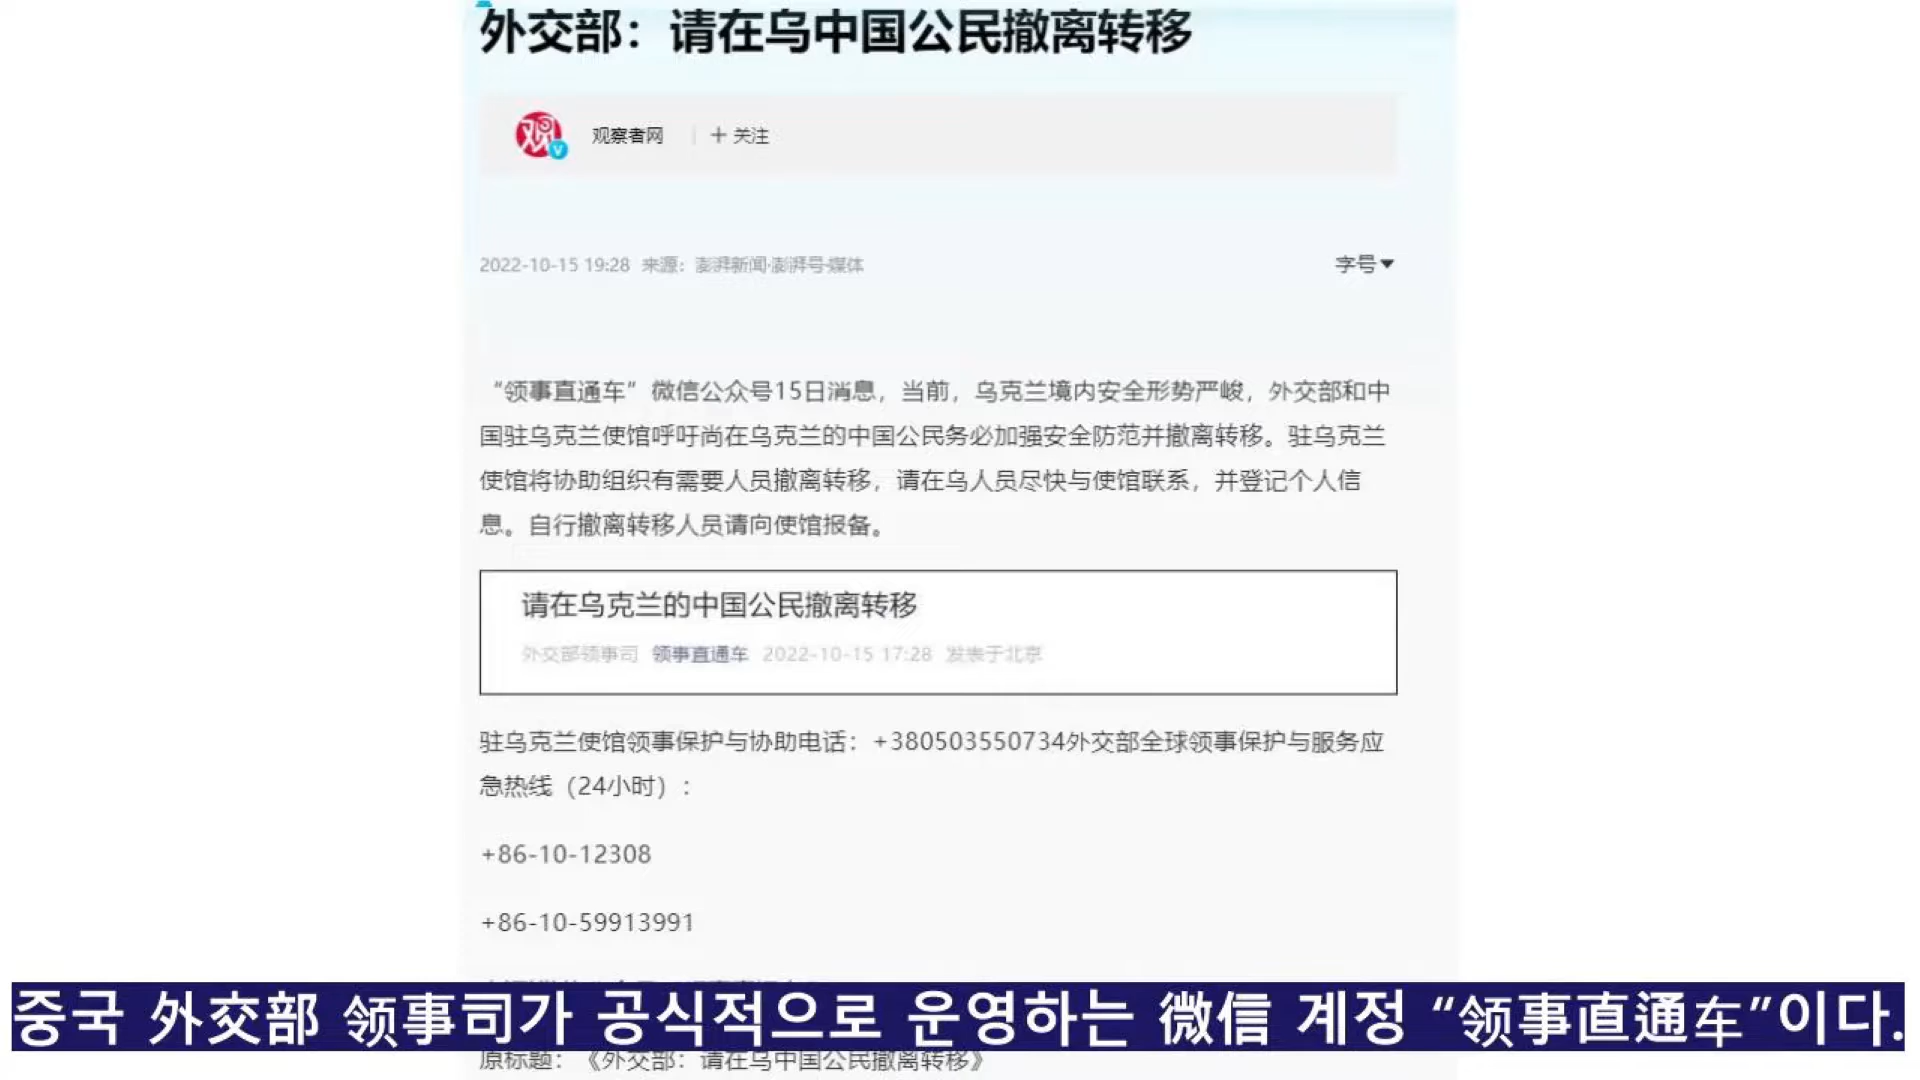 外交部：请在乌中国公民撤离转移
观察者网 | + 关注
2022-10-15 19:28 来源：澎湃新闻·澎湃号·媒体 字号▼
“领事直通车”微信公众号15日消息，当前，乌克兰境内安全形势严峻，外交部和中
国驻乌克兰使馆呼吁尚在乌克兰的中国公民务必加强安全防范并撤离转移。驻乌克兰
使馆将协助组织有需要人员撤离转移，请在乌人员尽快与使馆联系，并登记个人信
息。自行撤离转移人员请向使馆报备。
请在乌克兰的中国公民撤离转移
外交部领事司 领事直通车 2022-10-15 17:28 发表于北京
驻乌克兰使馆领事保护与协助电话：+380503550734外交部全球领事保护与服务应
急热线（24小时）：
+86-10-12308
+86-10-59913991
중국 外交部 领事司가 공식적으로 운영하는 微信 계정 “领事直通车”이다.
原标题：《外交部：请在乌中国公民撤离转移》